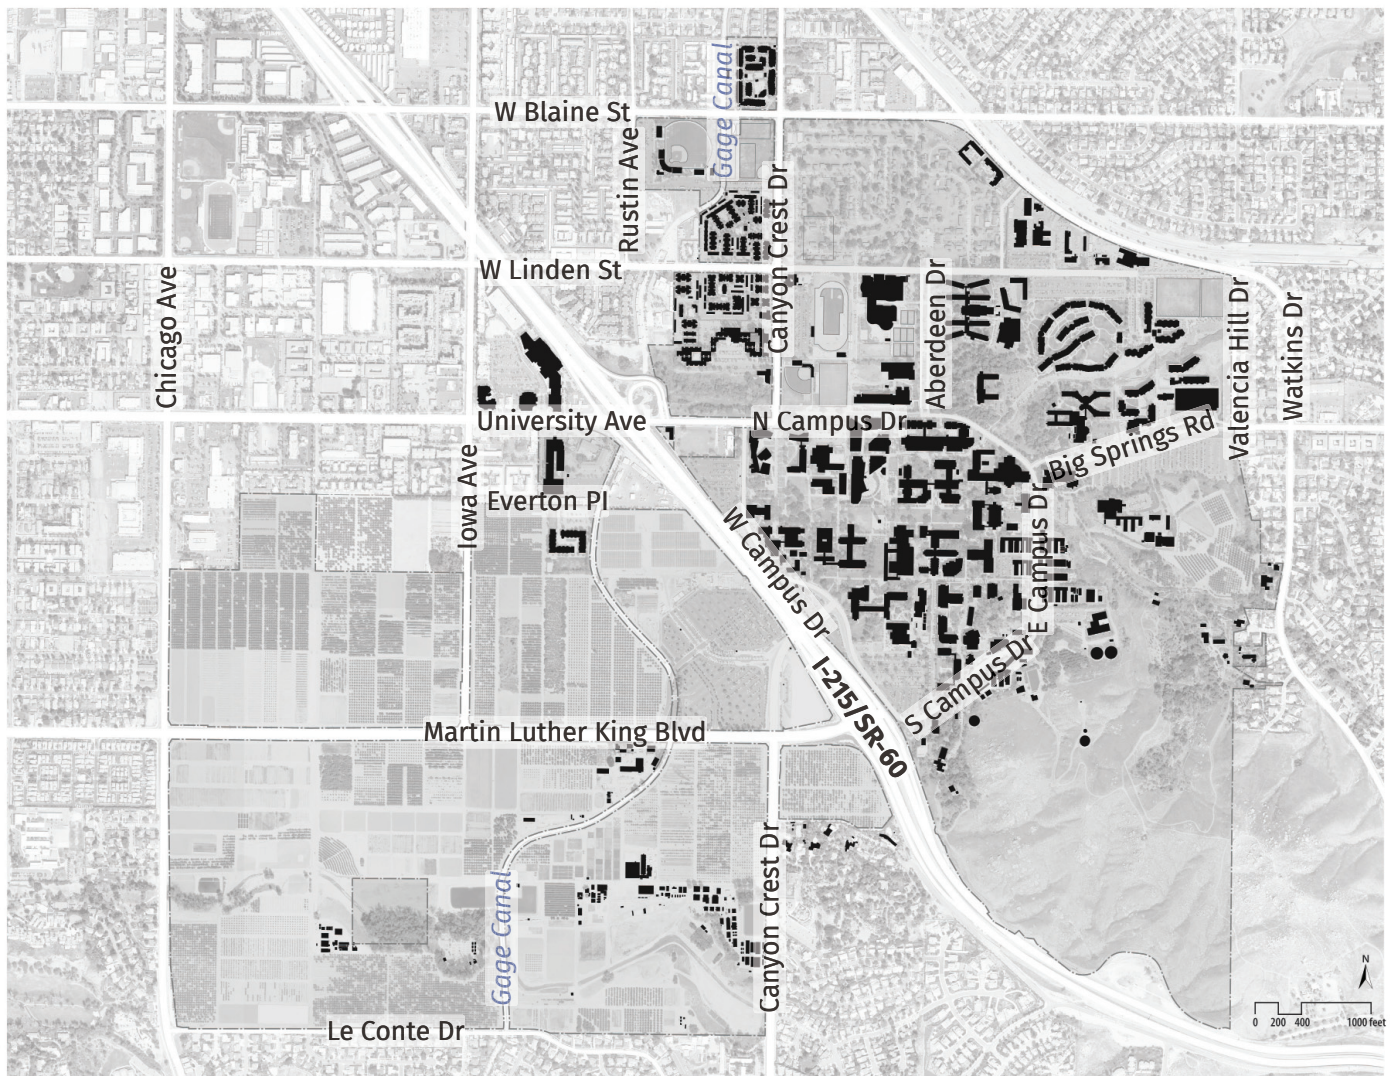 Gage Canal
W Blaine St
Rustin Ave
Canyon Crest Dr
W Linden St
Chicago Ave
Aberdeen Dr
Valencia Hill Dr
Watkins Dr
University Ave
N Campus Dr
Big Springs Rd
Iowa Ave
Everton Pl
W Campus Dr
E Campus Dr
S Campus Dr
I-215/SR-60
Martin Luther King Blvd
Gage Canal
Canyon Crest Dr
Le Conte Dr
N
0 200 400 1000 feet